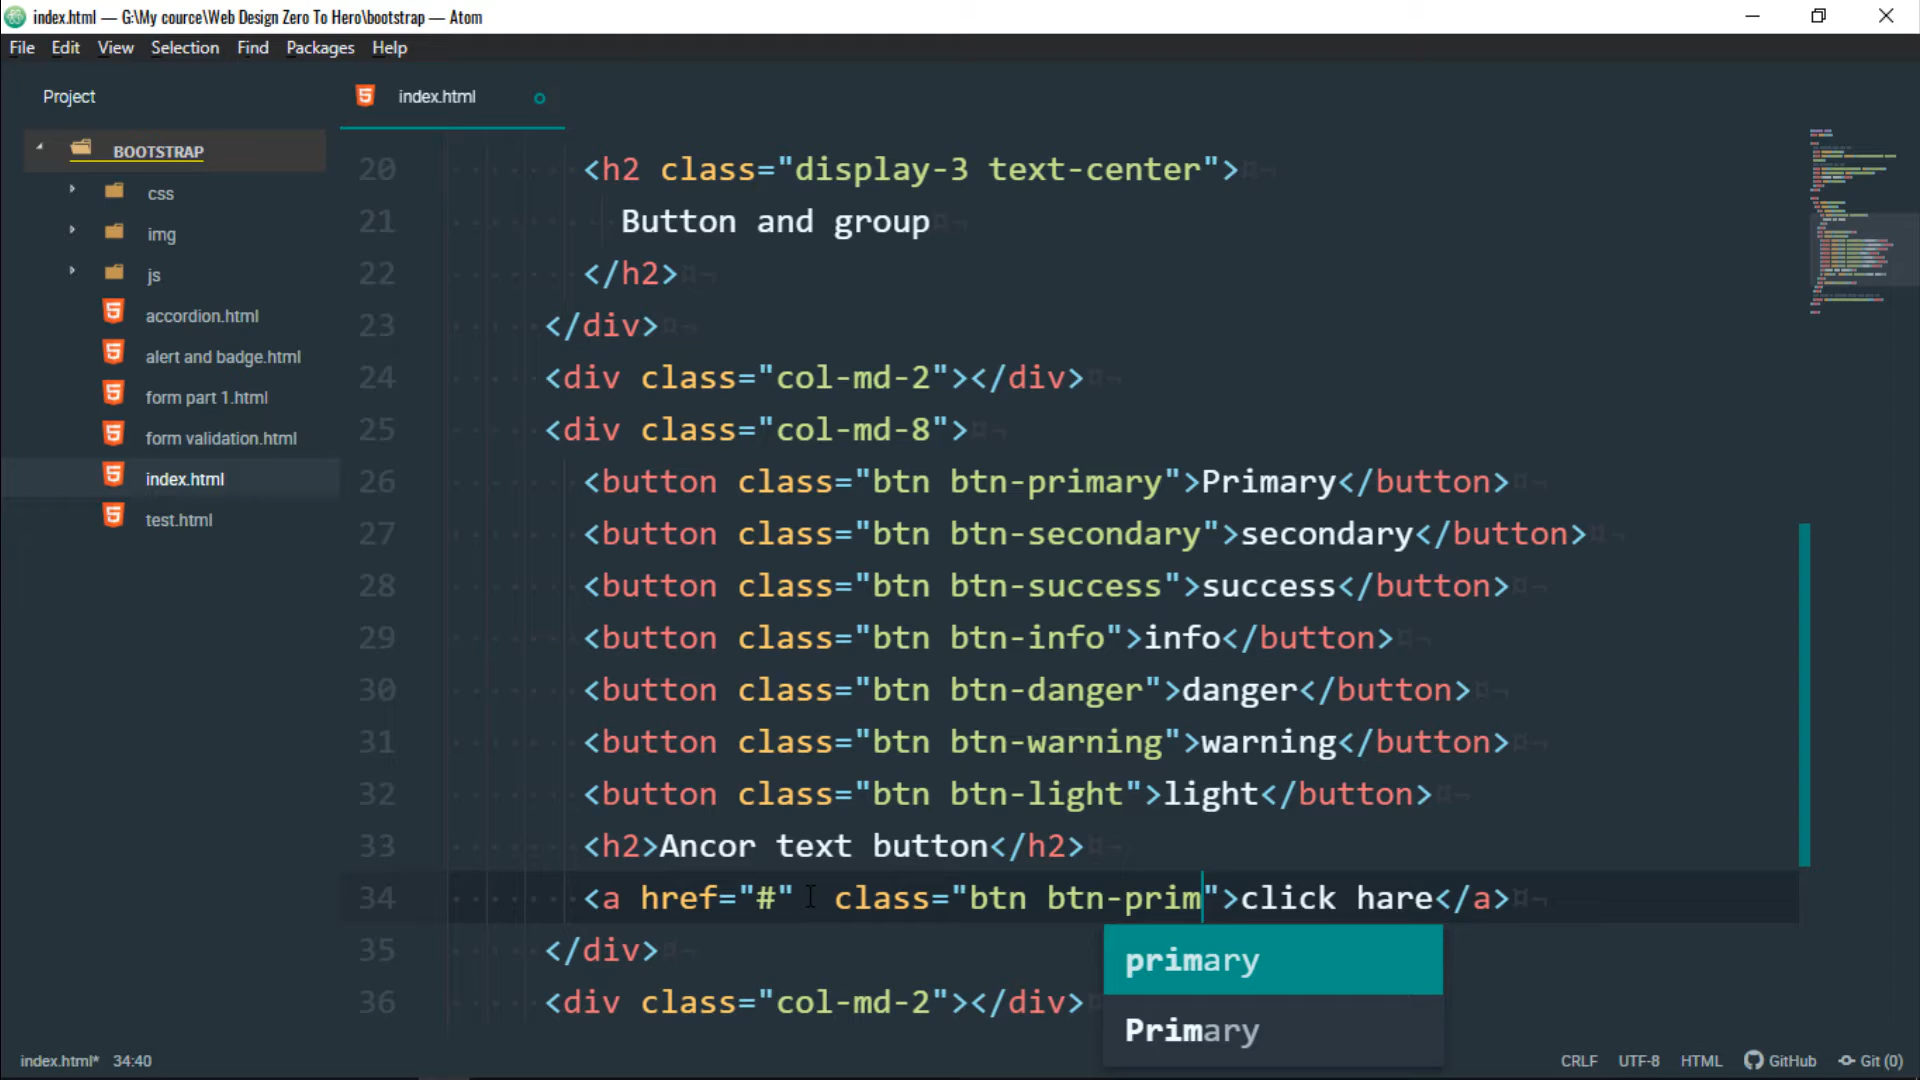 index.html — G:\My cource\Web Design Zero To Hero\bootstrap — Atom
File Edit View Selection Find Packages Help
Project
index.html
BOOTSTRAP
css
img
js
accordion.html
alert and badge.html
form part 1.html
form validation.html
index.html
test.html
20 <h2 class="display-3 text-center">
21 Button and group
22 </h2>
23 </div>
24 <div class="col-md-2"></div>
25 <div class="col-md-8">
26 <button class="btn btn-primary">Primary</button>
27 <button class="btn btn-secondary">secondary</button>
28 <button class="btn btn-success">success</button>
29 <button class="btn btn-info">info</button>
30 <button class="btn btn-danger">danger</button>
31 <button class="btn btn-warning">warning</button>
32 <button class="btn btn-light">light</button>
33 <h2>Ancor text button</h2>
34 <a href="#" class="btn btn-prim">click hare</a>
35 </div>
primary
36 <div class="col-md-2"></div>
Primary
index.html* 34:40 CRLF UTF-8 HTML GitHub Git (0)